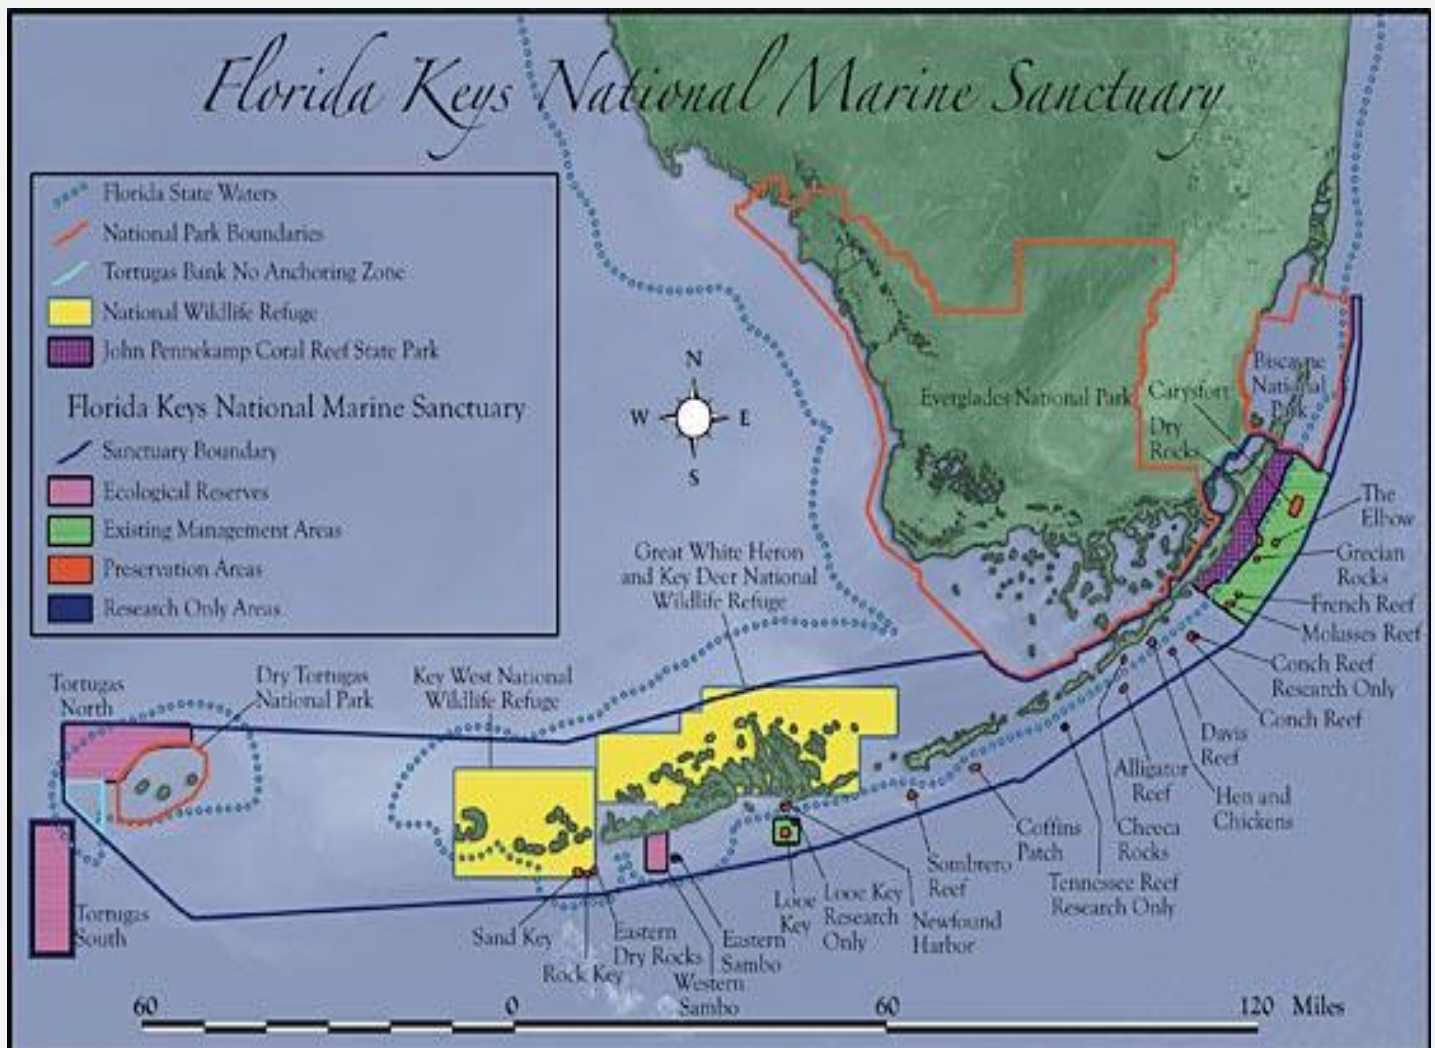 Florida Keys National Marine Sanctuary
Florida State Waters
National Park Boundaries
Tortugas Bank No Anchoring Zone
National Wildlife Refuge
John Pennekamp Coral Reef State Park
Florida Keys National Marine Sanctuary
Sanctuary Boundary
Ecological Reserves
Existing Management Areas
Preservation Areas
Research Only Areas
N
W
E
S
Everglades National Park
Carysfort
Dry
Rocks
Biscayne
National
Park
The
Elbow
Grecian
Rocks
French Reef
Molasses Reef
Conch Reef
Research Only
Conch Reef
Davis
Reef
Hen and
Chickens
Alligator
Reef
Cheeca
Rocks
Tennessee Reef
Research Only
Coffins
Patch
Sombrero
Reef
Newfound
Harbor
Looe Key
Research
Only
Looe
Key
Great White Heron
and Key Deer National
Wildlife Refuge
Key West National
Wildlife Refuge
Dry Tortugas
National Park
Tortugas
North
Tortugas
South
Sand Key
Rock Key
Eastern
Dry Rocks
Western
Sambo
Eastern
Sambo
60
0
60
120 Miles